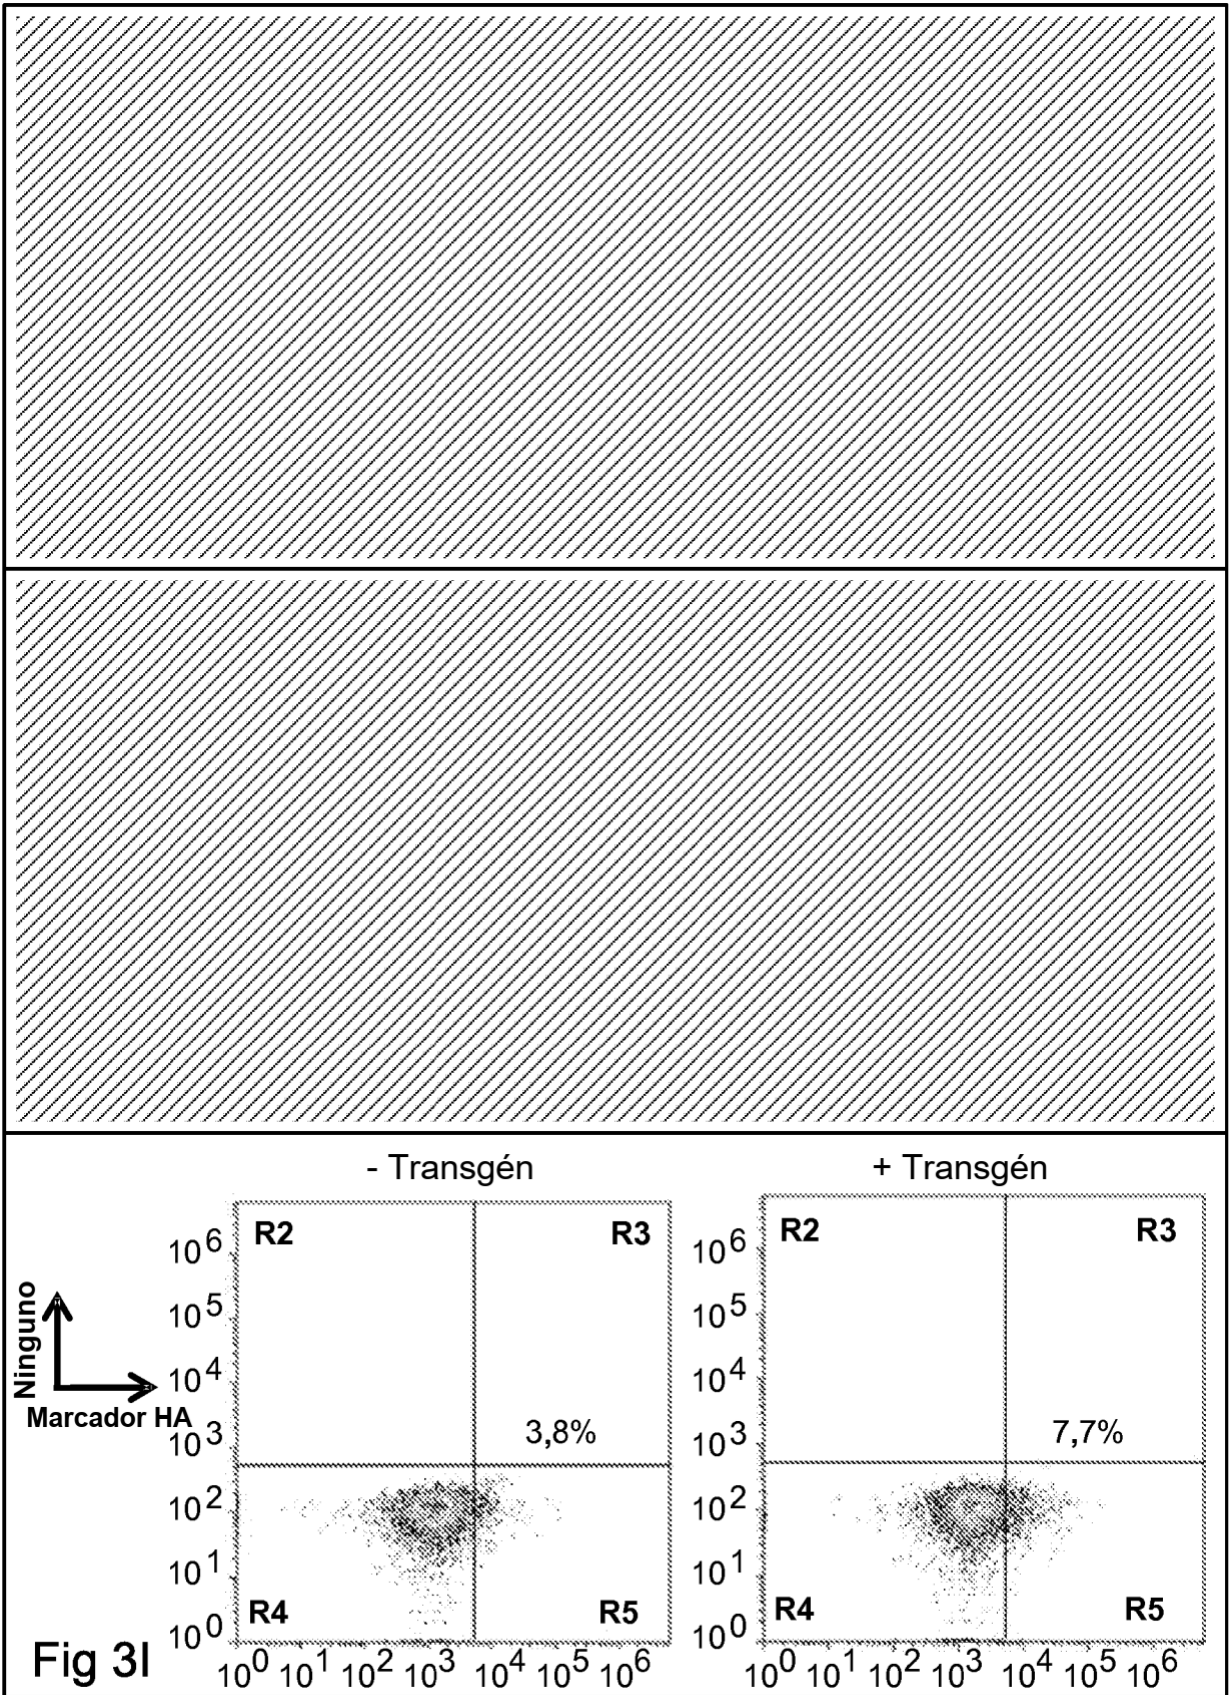 - Transgén + Transgén
R2 R3 R2 R3
10^6 10^6
10^5 10^5
10^4 10^4
10^3 10^3
10^2 10^2
10^1 10^1
10^0 10^0
Ninguno
Marcador HA
3,8% 7,7%
R4 R5 R4 R5
10^0 10^1 10^2 10^3 10^4 10^5 10^6 10^0 10^1 10^2 10^3 10^4 10^5 10^6
Fig 3I